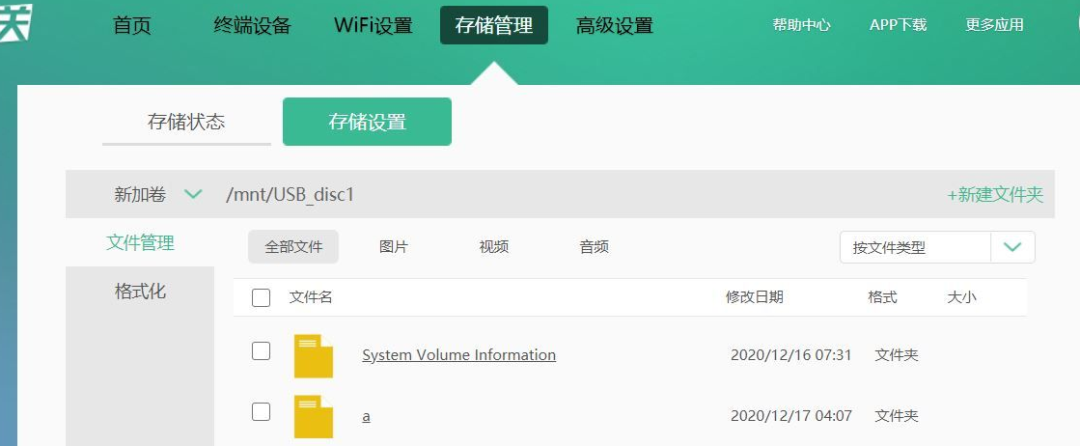 关
首页 终端设备 WiFi设置 存储管理 高级设置 帮助中心 APP下载 更多应用
存储状态 存储设置
新加卷 /mnt/USB_disc1 +新建文件夹
文件管理 全部文件 图片 视频 音频 按文件类型
格式化
文件名 修改日期 格式 大小
System Volume Information 2020/12/16 07:31 文件夹
a 2020/12/17 04:07 文件夹